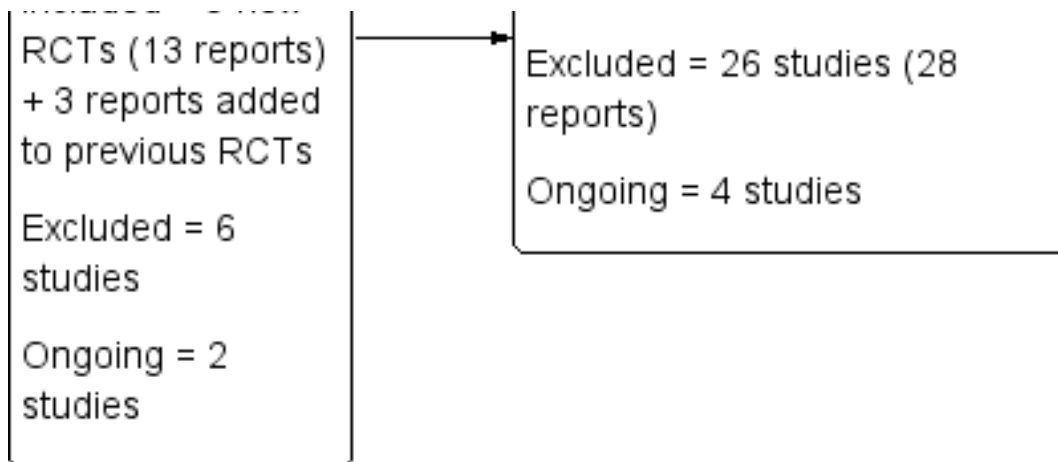 RCTs (13 reports)
+ 3 reports added
to previous RCTs
Excluded = 6
studies
Ongoing = 2
studies
Excluded = 26 studies (28
reports)
Ongoing = 4 studies